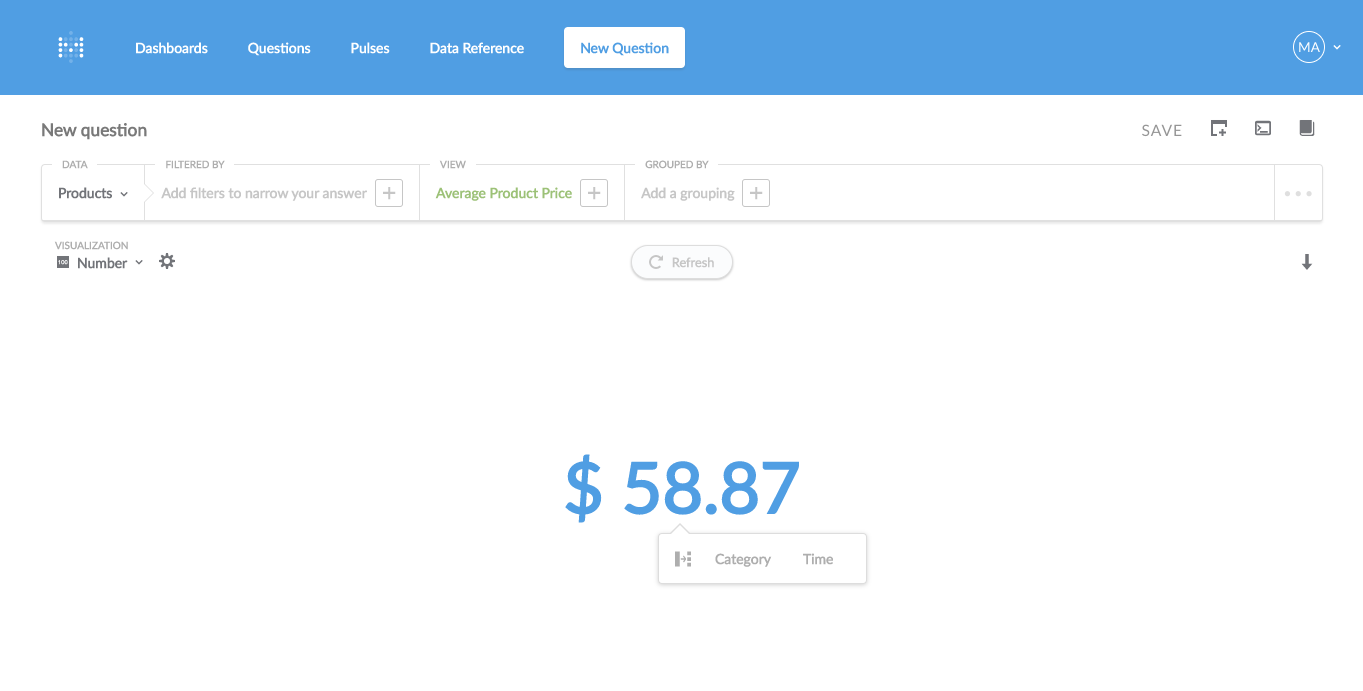 Dashboards Questions Pulses Data Reference New Question MA
New question SAVE
DATA FILTERED BY VIEW GROUPED BY
Products Add filters to narrow your answer Average Product Price Add a grouping
VISUALIZATION
100 Number Refresh
$ 58.87
Category Time